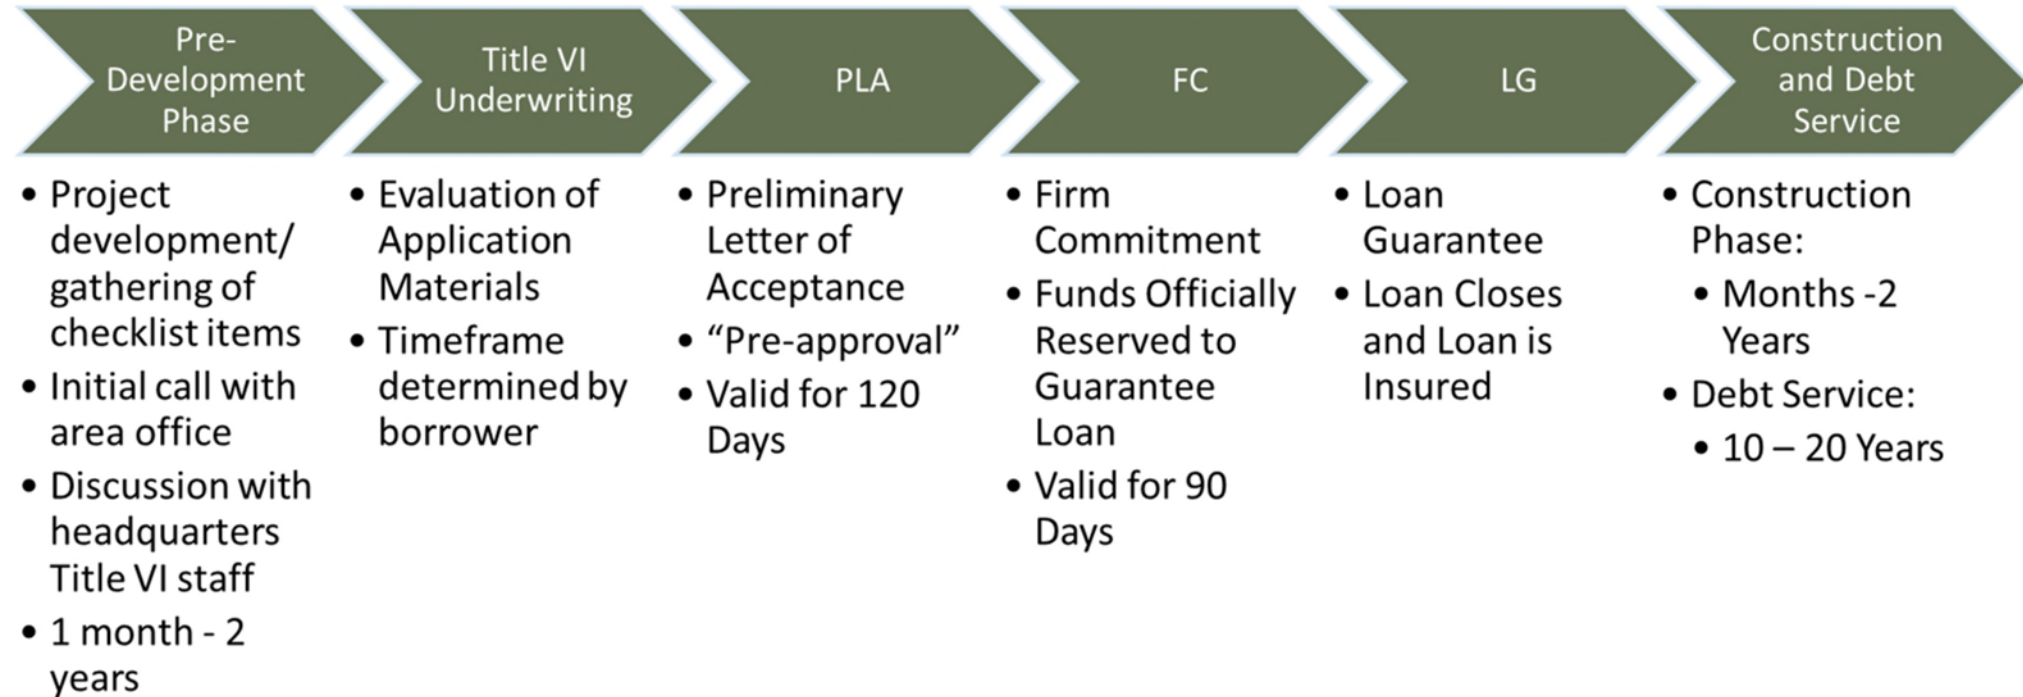 Pre-
Development
Phase
Title VI
Underwriting
PLA
FC
LG
Construction
and Debt
Service
• Project
development/
gathering of
checklist items
• Initial call with
area office
• Discussion with
headquarters
Title VI staff
• 1 month - 2
years
• Evaluation of
Application
Materials
• Timeframe
determined by
borrower
• Preliminary
Letter of
Acceptance
• “Pre-approval”
• Valid for 120
Days
• Firm
Commitment
• Funds Officially
Reserved to
Guarantee
Loan
• Valid for 90
Days
• Loan
Guarantee
• Loan Closes
and Loan is
Insured
• Construction
Phase:
• Months -2
Years
• Debt Service:
• 10 – 20 Years